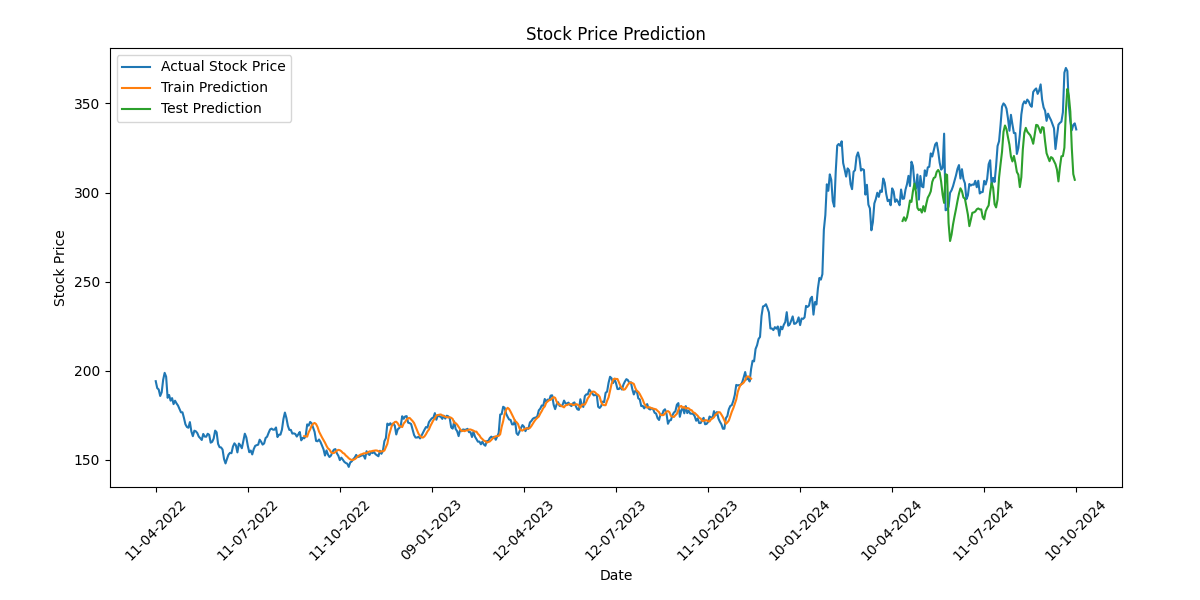 Stock Price Prediction
Actual Stock Price
Train Prediction
Test Prediction
Stock Price
350
300
250
200
150
11-04-2022
11-07-2022
11-10-2022
09-01-2023
12-04-2023
12-07-2023
11-10-2023
10-01-2024
10-04-2024
11-07-2024
10-10-2024
Date